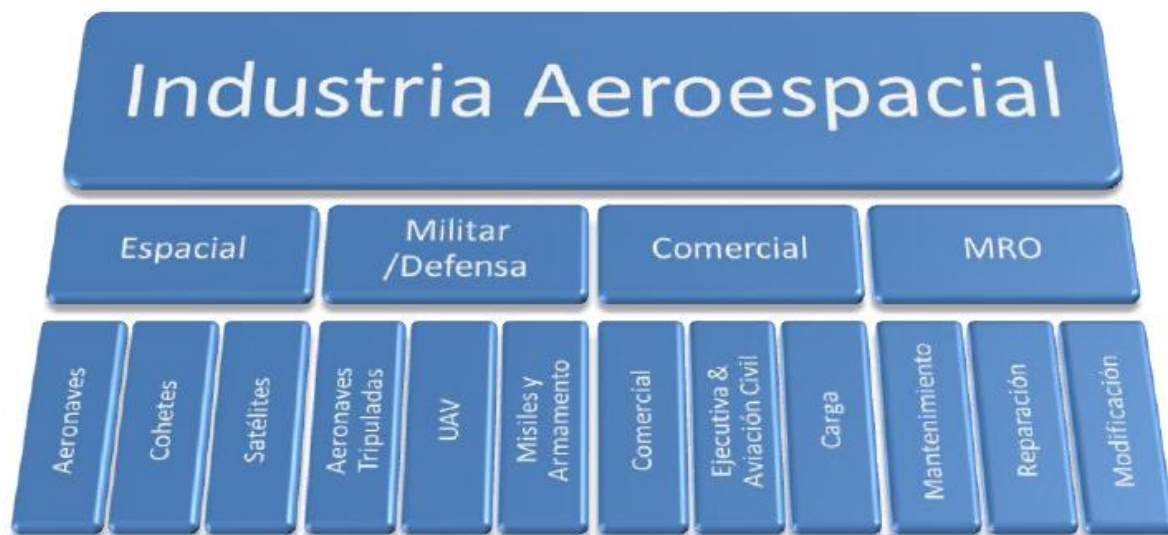 Industria Aeroespacial
Espacial
Militar
/Defensa
Comercial
MRO
Aeronaves
Cohetes
Satélites
Aeronaves
Tripuladas
UAV
Misiles y
Armamento
Comercial
Ejecutiva &
Aviación Civil
Carga
Mantenimiento
Reparación
Modificación